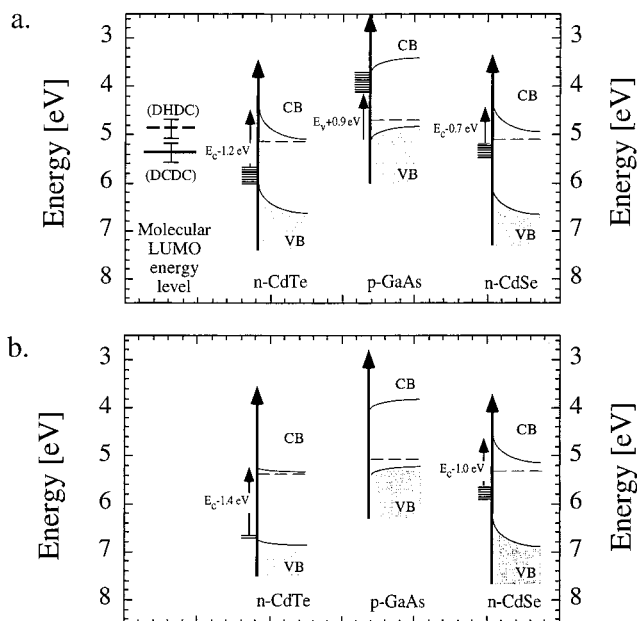 a.
Energy [eV]
3
4
5
6
7
8
(DHDC)
(DCDC)
Molecular
LUMO
energy
level
CB
E_c-1.2 eV
VB
n-CdTe
CB
E_v+0.9 eV
VB
p-GaAs
CB
E_c-0.7 eV
VB
n-CdSe
3
4
5
6
7
8
Energy [eV]
b.
Energy [eV]
3
4
5
6
7
8
CB
E_c-1.4 eV
VB
n-CdTe
CB
VB
p-GaAs
CB
E_c-1.0 eV
VB
n-CdSe
3
4
5
6
7
8
Energy [eV]